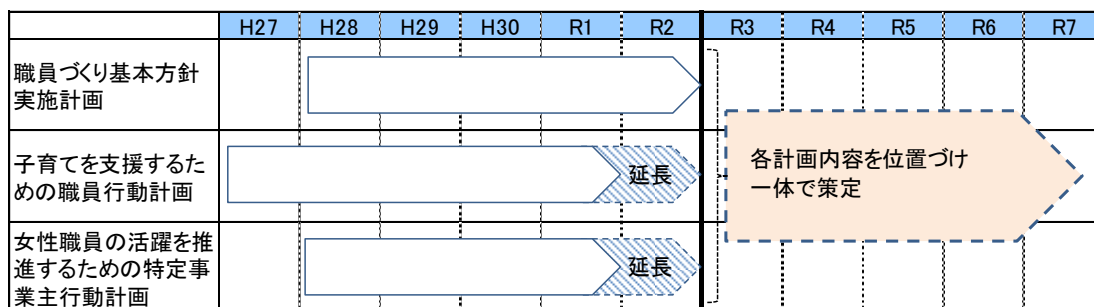 H27 H28 H29 H30 R1 R2 R3 R4 R5 R6 R7
職員づくり基本方針
実施計画
子育てを支援するた
めの職員行動計画
延長
女性職員の活躍を推
進するための特定事
業主行動計画
延長
各計画内容を位置づけ
一体で策定